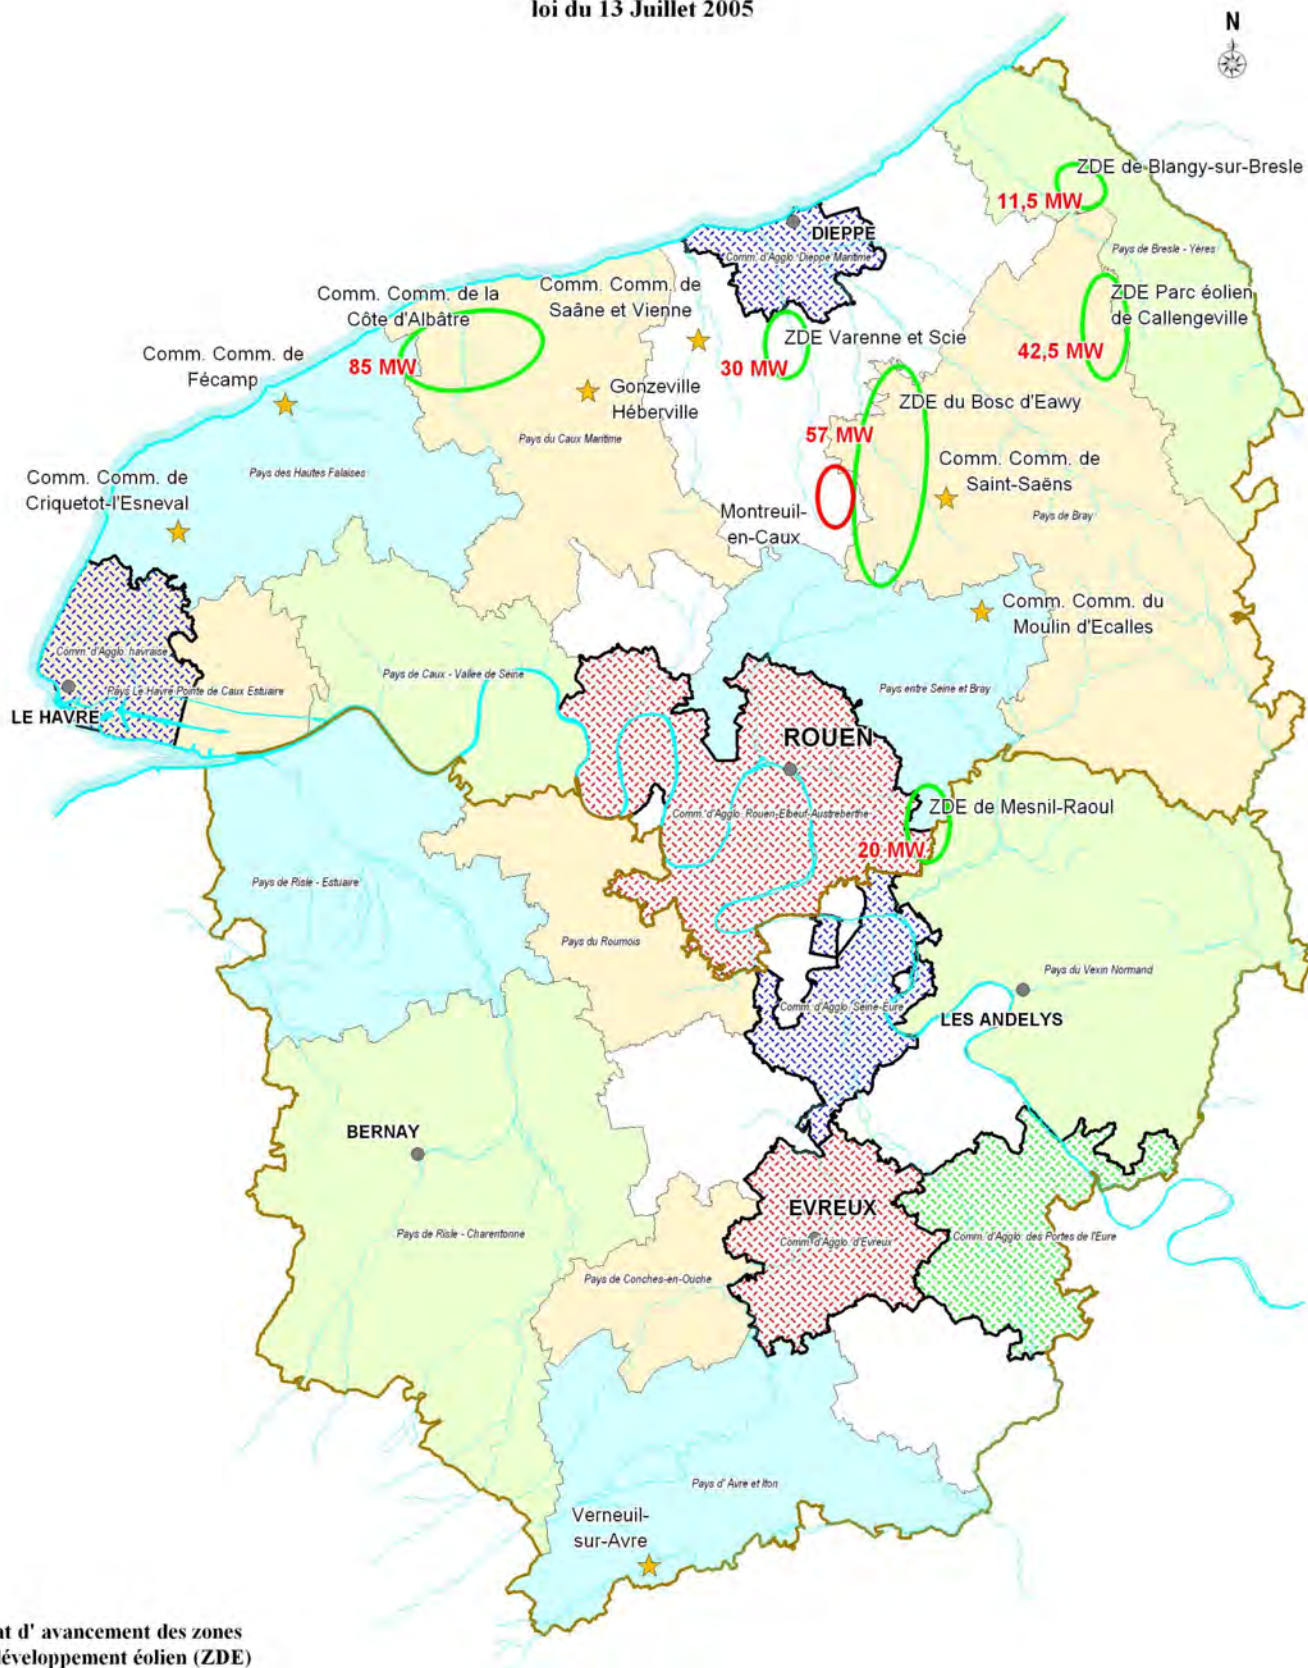 loi du 13 Juillet 2005
N
ZDE de Blangy-sur-Bresle
11,5 MW
DIEPPE
Comm. d'Agglo. Dieppe Maritime
Pays de Bresle - Yères
Comm. Comm. de la
Côte d'Albâtre
Comm. Comm. de
Saâne et Vienne
ZDE Parc éolien
de Callengeville
ZDE Varenne et Scie
Comm. Comm. de
Fécamp
85 MW
30 MW
42,5 MW
Gonzeville
Héberville
ZDE du Bosc d'Eawy
57 MW
Pays du Caux Maritime
Comm. Comm. de
Saint-Saëns
Pays des Hautes Falaises
Comm. Comm. de
Criquetot-l'Esneval
Montreuil-
en-Caux
Pays de Bray
Comm. Comm. du
Moulin d'Ecalles
Comm. d'Agglo. havraise
Pays de Caux - Vallée de Seine
Pays Le Havre Pointe de Caux Estuaire
Pays entre Seine et Bray
LE HAVRE
ROUEN
ZDE de Mesnil-Raoul
Comm. d'Agglo. Rouen-Elbeuf-Austreberthe
20 MW
Pays de Risle - Estuaire
Pays du Roumois
Pays du Vexin Normand
Comm. d'Agglo. Seine-Eure
LES ANDELYS
BERNAY
EVREUX
Pays de Risle - Charentonne
Comm. d'Agglo. d'Evreux
Comm. d'Agglo. des Portes de l'Eure
Pays de Conches-en-Ouche
Pays d' Avre et Iton
Verneuil-
sur-Avre
at d' avancement des zones
développement éolien (ZDE)